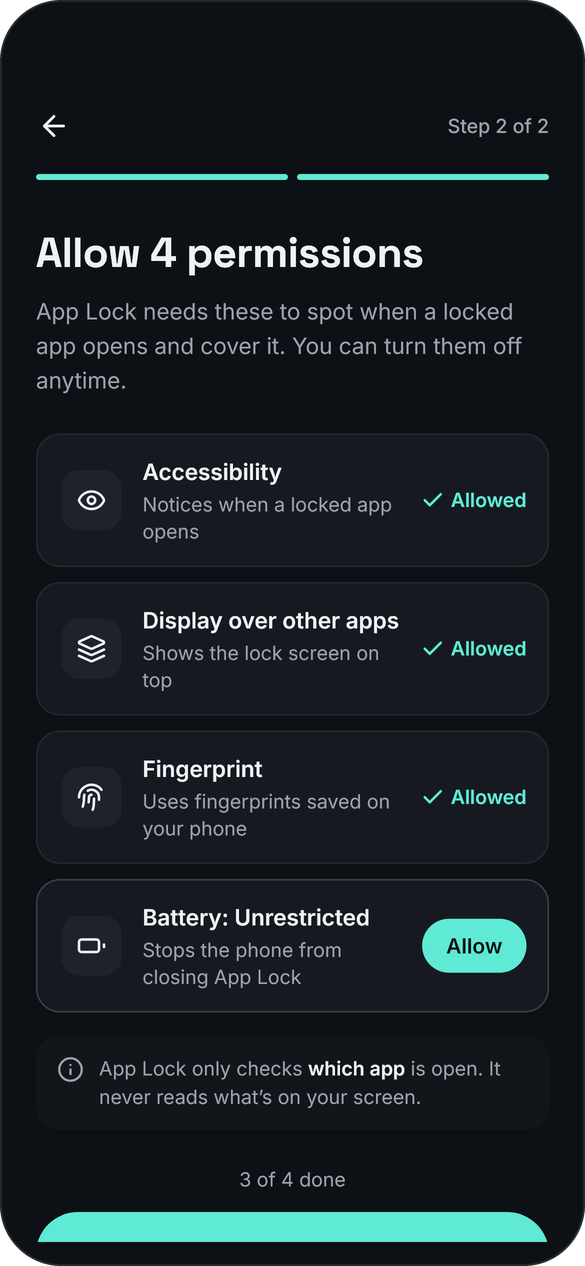 Step 2 of 2
Allow 4 permissions
App Lock needs these to spot when a locked
app opens and cover it. You can turn them off
anytime.
Accessibility
Notices when a locked app
opens
Allowed
Display over other apps
Shows the lock screen on
top
Allowed
Fingerprint
Uses fingerprints saved on
your phone
Allowed
Battery: Unrestricted
Stops the phone from
closing App Lock
Allow
App Lock only checks which app is open. It
never reads what’s on your screen.
3 of 4 done